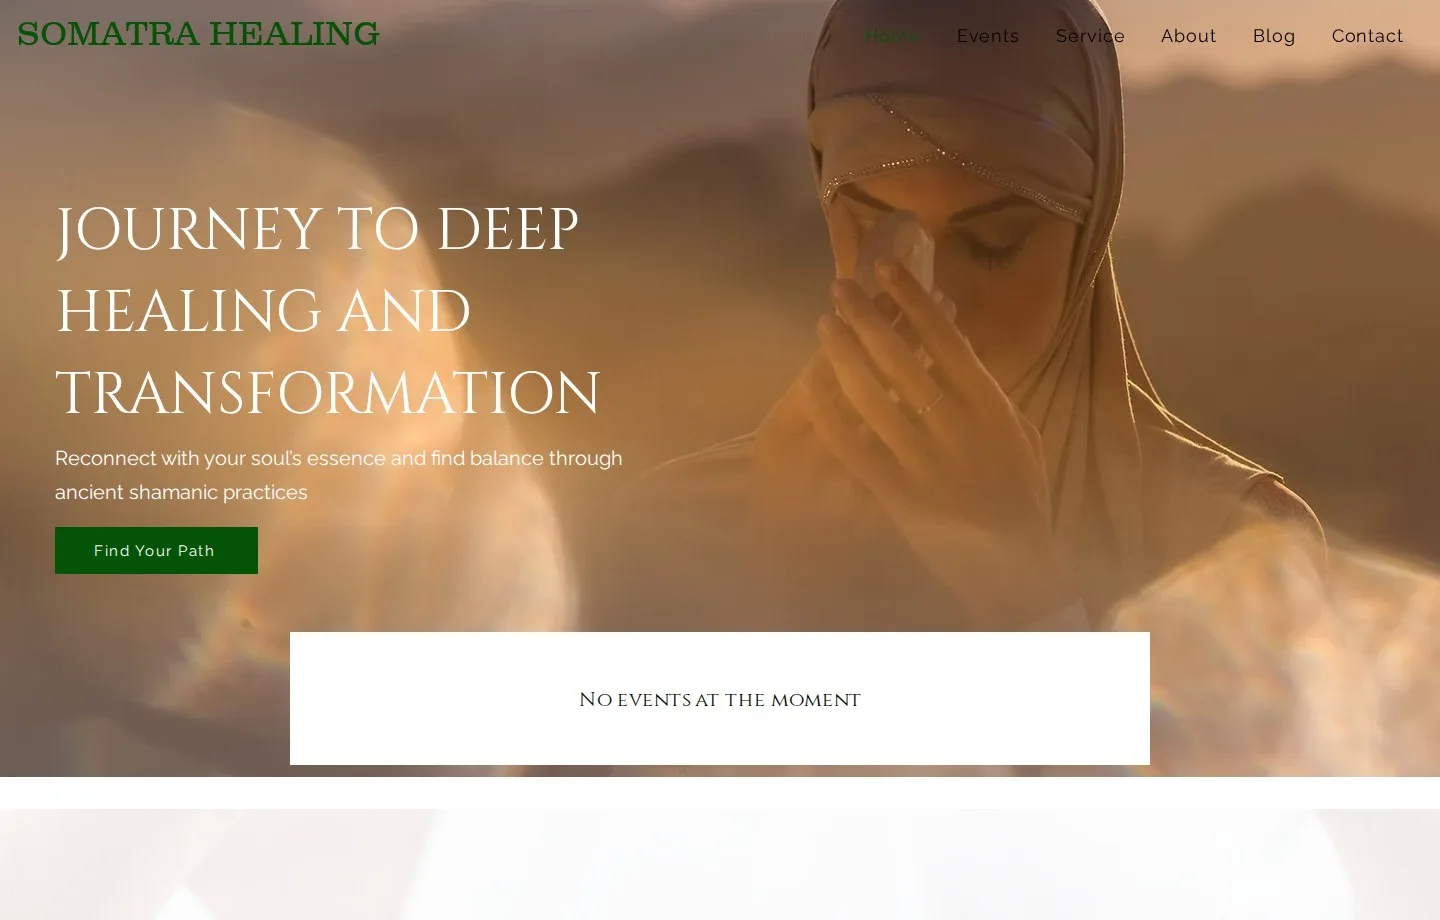 SOMATRA HEALING
Home Events Service About Blog Contact
JOURNEY TO DEEP
HEALING AND
TRANSFORMATION
Reconnect with your soul's essence and find balance through
ancient shamanic practices
Find Your Path
No events at the moment